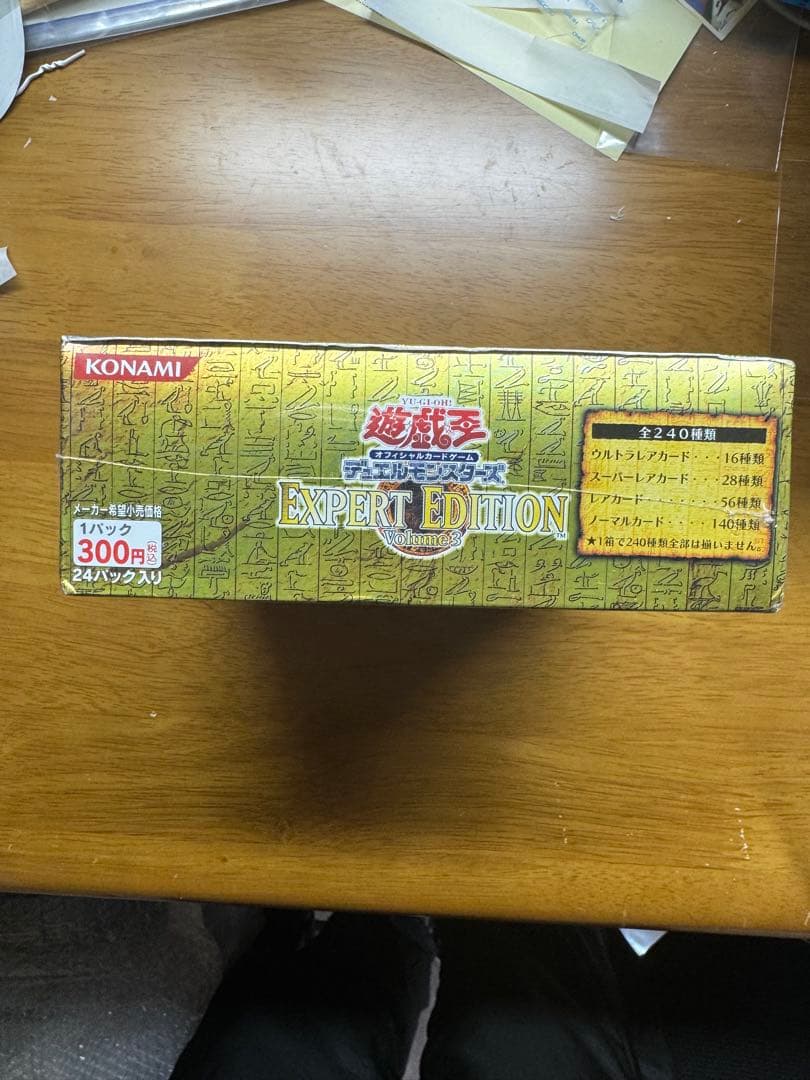 KONAMI
YU-GI-OH!
遊戯王
オフィシャルカードゲーム
デュエルモンスターズ
EXPERT EDITION
Volume3
TM
メーカー希望小売価格
1パック
300円(税込)
24パック入り
全240種類
ウルトラレアカード・・・16種類
スーパーレアカード・・・28種類
レアカード・・・・・・・56種類
ノーマルカード・・・・・140種類
★1箱で240種類全部は揃いません。